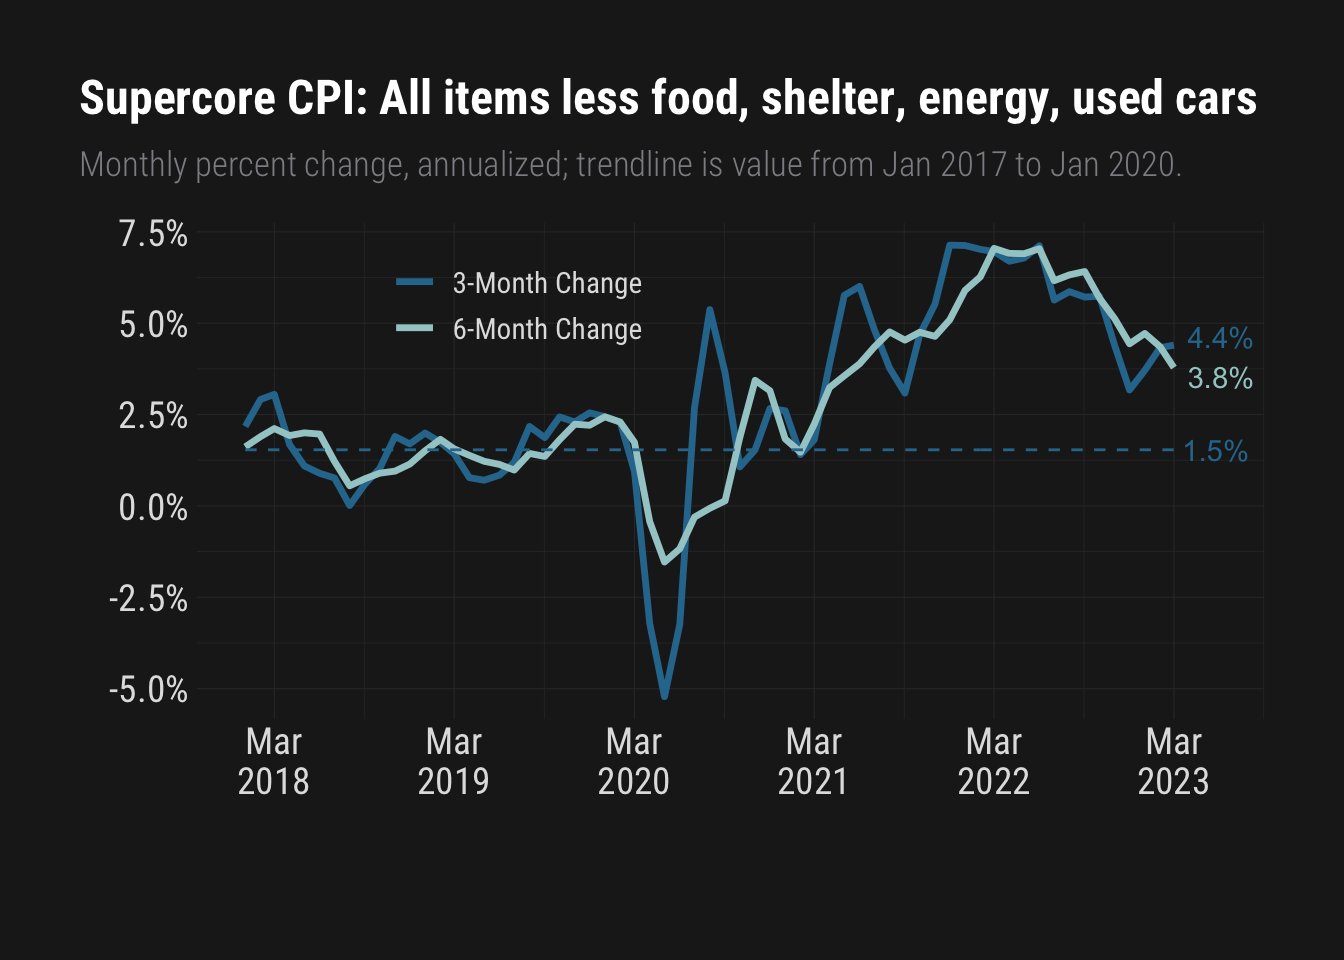 Supercore CPI: All items less food, shelter, energy, used cars
Monthly percent change, annualized; trendline is value from Jan 2017 to Jan 2020.
7.5%
5.0%
2.5%
0.0%
-2.5%
-5.0%
3-Month Change
6-Month Change
4.4%
3.8%
1.5%
Mar 2018
Mar 2019
Mar 2020
Mar 2021
Mar 2022
Mar 2023